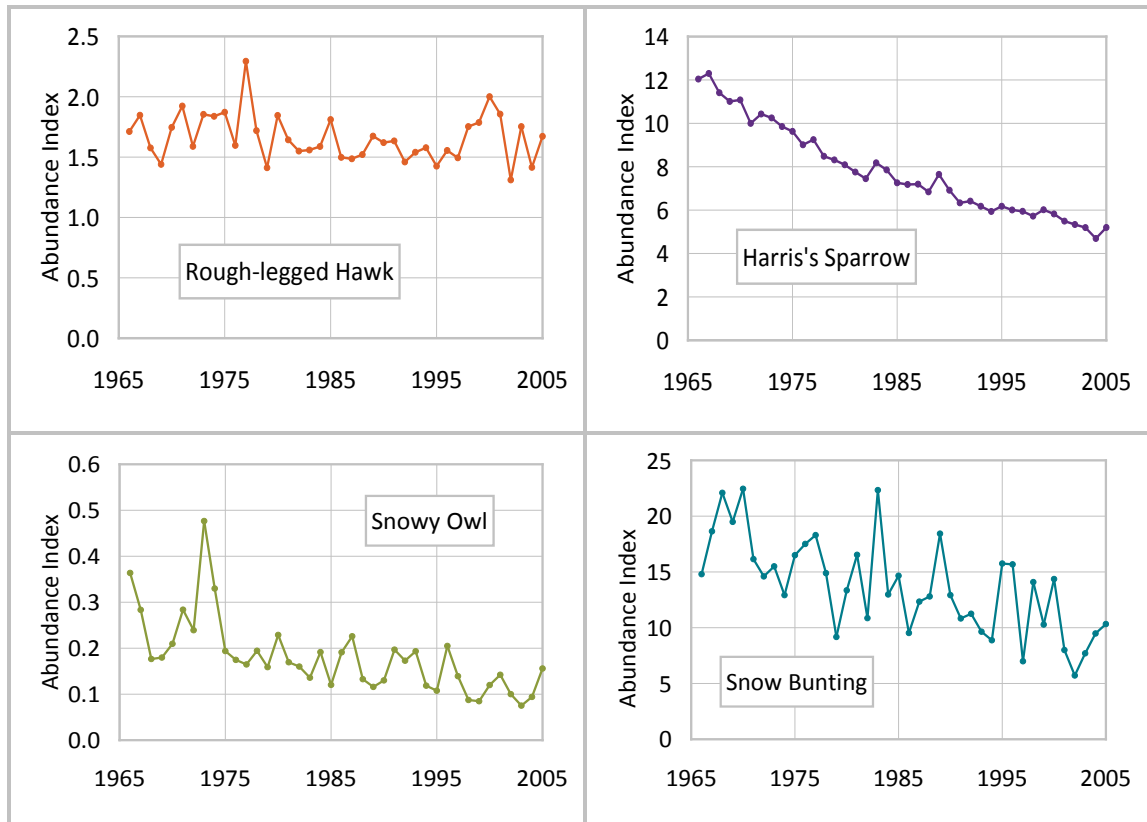 Abundance Index
2.5
2.0
1.5
1.0
0.5
0.0
Rough-legged Hawk
1965 1975 1985 1995 2005
Abundance Index
14
12
10
8
6
4
2
0
Harris's Sparrow
1965 1975 1985 1995 2005
Abundance Index
0.6
0.5
0.4
0.3
0.2
0.1
0.0
Snowy Owl
1965 1975 1985 1995 2005
Abundance Index
25
20
15
10
5
0
Snow Bunting
1965 1975 1985 1995 2005